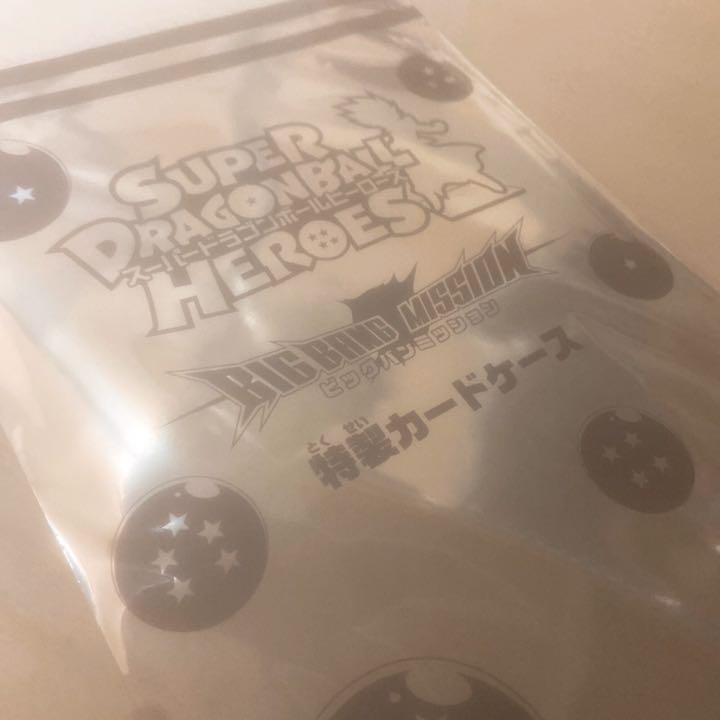 SUPER
DRAGONBALL
スーパードラゴンボールヒーローズ
HEROES
BIG BANG MISSION
ビッグバンミッション
とく せい
特製カードケース